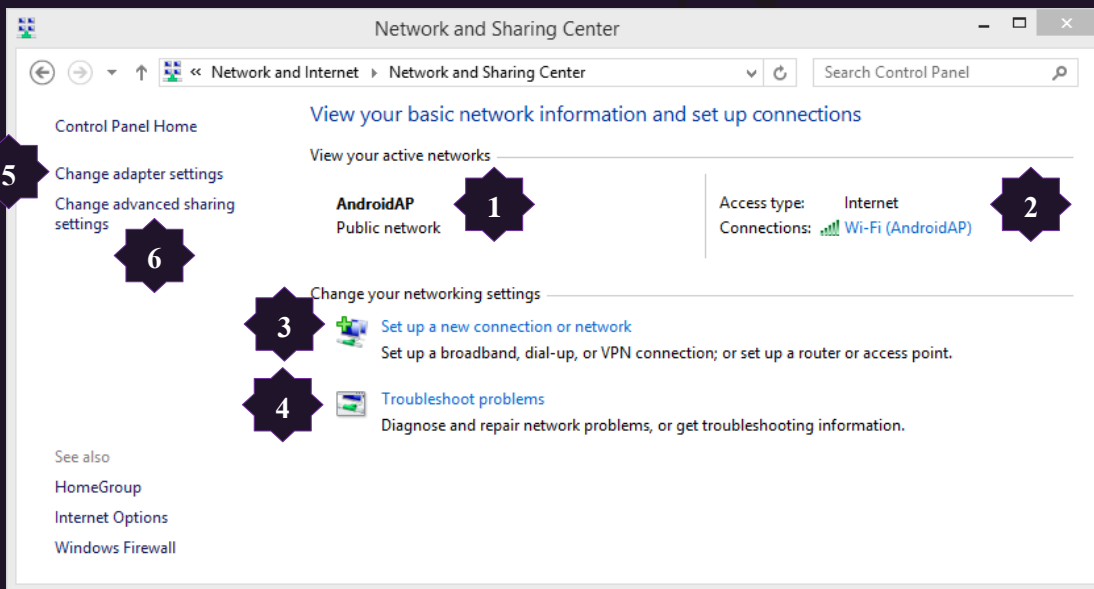 Network and Sharing Center
« Network and Internet Network and Sharing Center
Search Control Panel
Control Panel Home
View your basic network information and set up connections
View your active networks
5
Change adapter settings
Change advanced sharing
settings
6
AndroidAP
Public network
1
Access type: Internet
Connections: Wi-Fi (AndroidAP)
2
Change your networking settings
3
Set up a new connection or network
Set up a broadband, dial-up, or VPN connection; or set up a router or access point.
4
Troubleshoot problems
Diagnose and repair network problems, or get troubleshooting information.
See also
HomeGroup
Internet Options
Windows Firewall